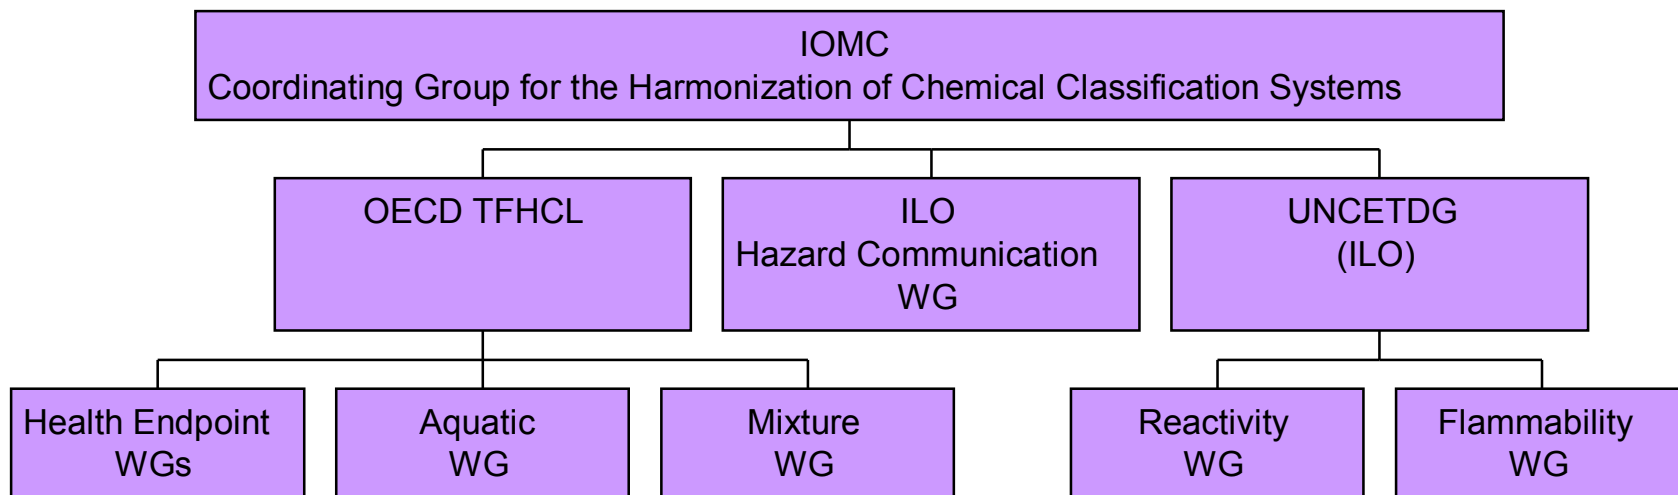 IOMC
Coordinating Group for the Harmonization of Chemical Classification Systems
OECD TFHCL
ILO
Hazard Communication
WG
UNCETDG
(ILO)
Health Endpoint
WGs
Aquatic
WG
Mixture
WG
Reactivity
WG
Flammability
WG